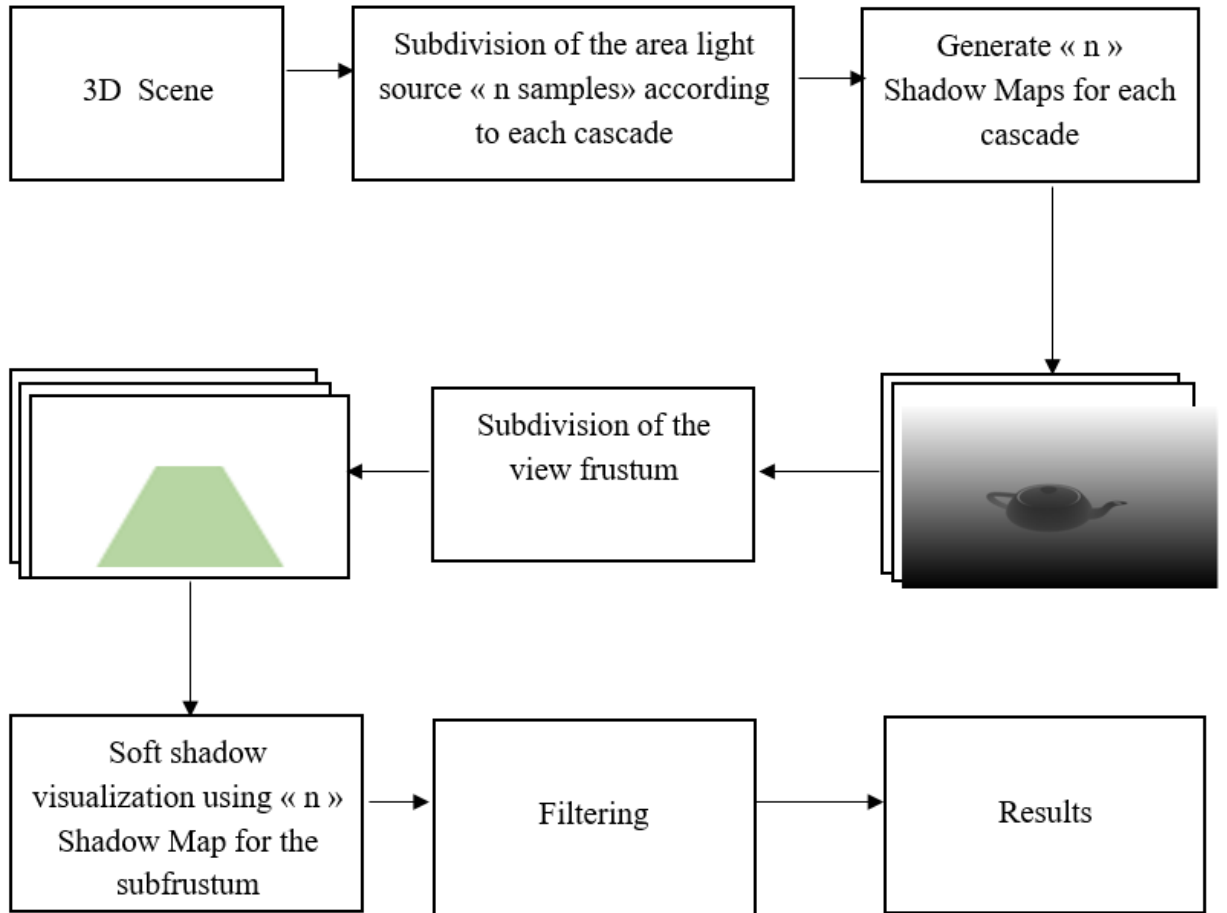 3D Scene
Subdivision of the area light
source « n samples» according
to each cascade
Generate « n »
Shadow Maps for each
cascade
Subdivision of the
view frustum
Soft shadow
visualization using « n »
Shadow Map for the
subfrustum
Filtering
Results